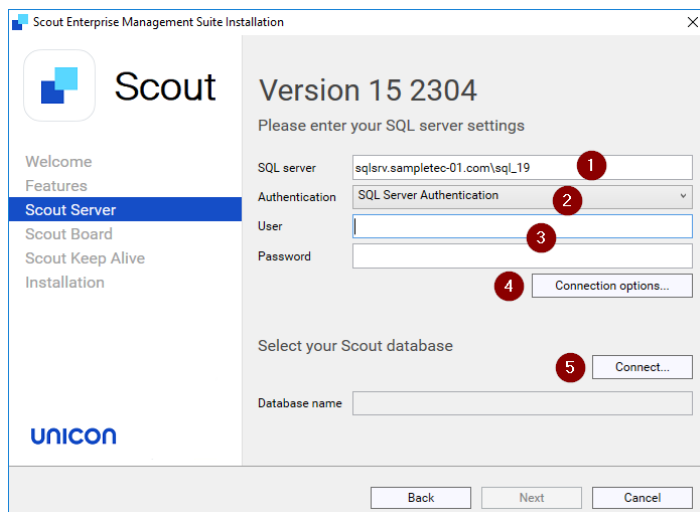 Scout Enterprise Management Suite Installation
Scout
Version 15 2304
Please enter your SQL server settings
Welcome
Features
Scout Server
Scout Board
Scout Keep Alive
Installation
SQL server
sqlsrv.sampletec-01.com\sql_19
1
Authentication
SQL Server Authentication
2
User
3
Password
4
Connection options...
Select your Scout database
5
Connect...
Database name
unicon
Back
Next
Cancel